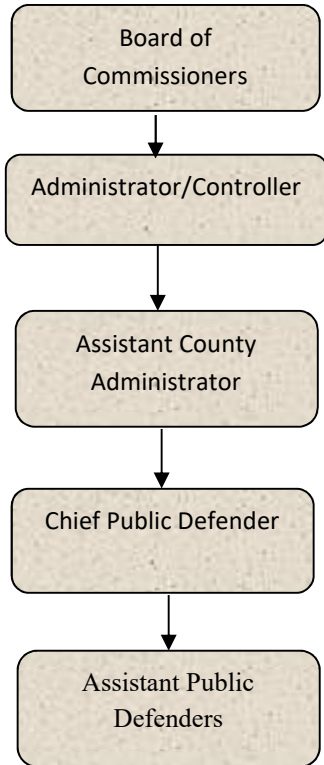 Board of
Commissioners
Administrator/Controller
Assistant County
Administrator
Chief Public Defender
Assistant Public
Defenders